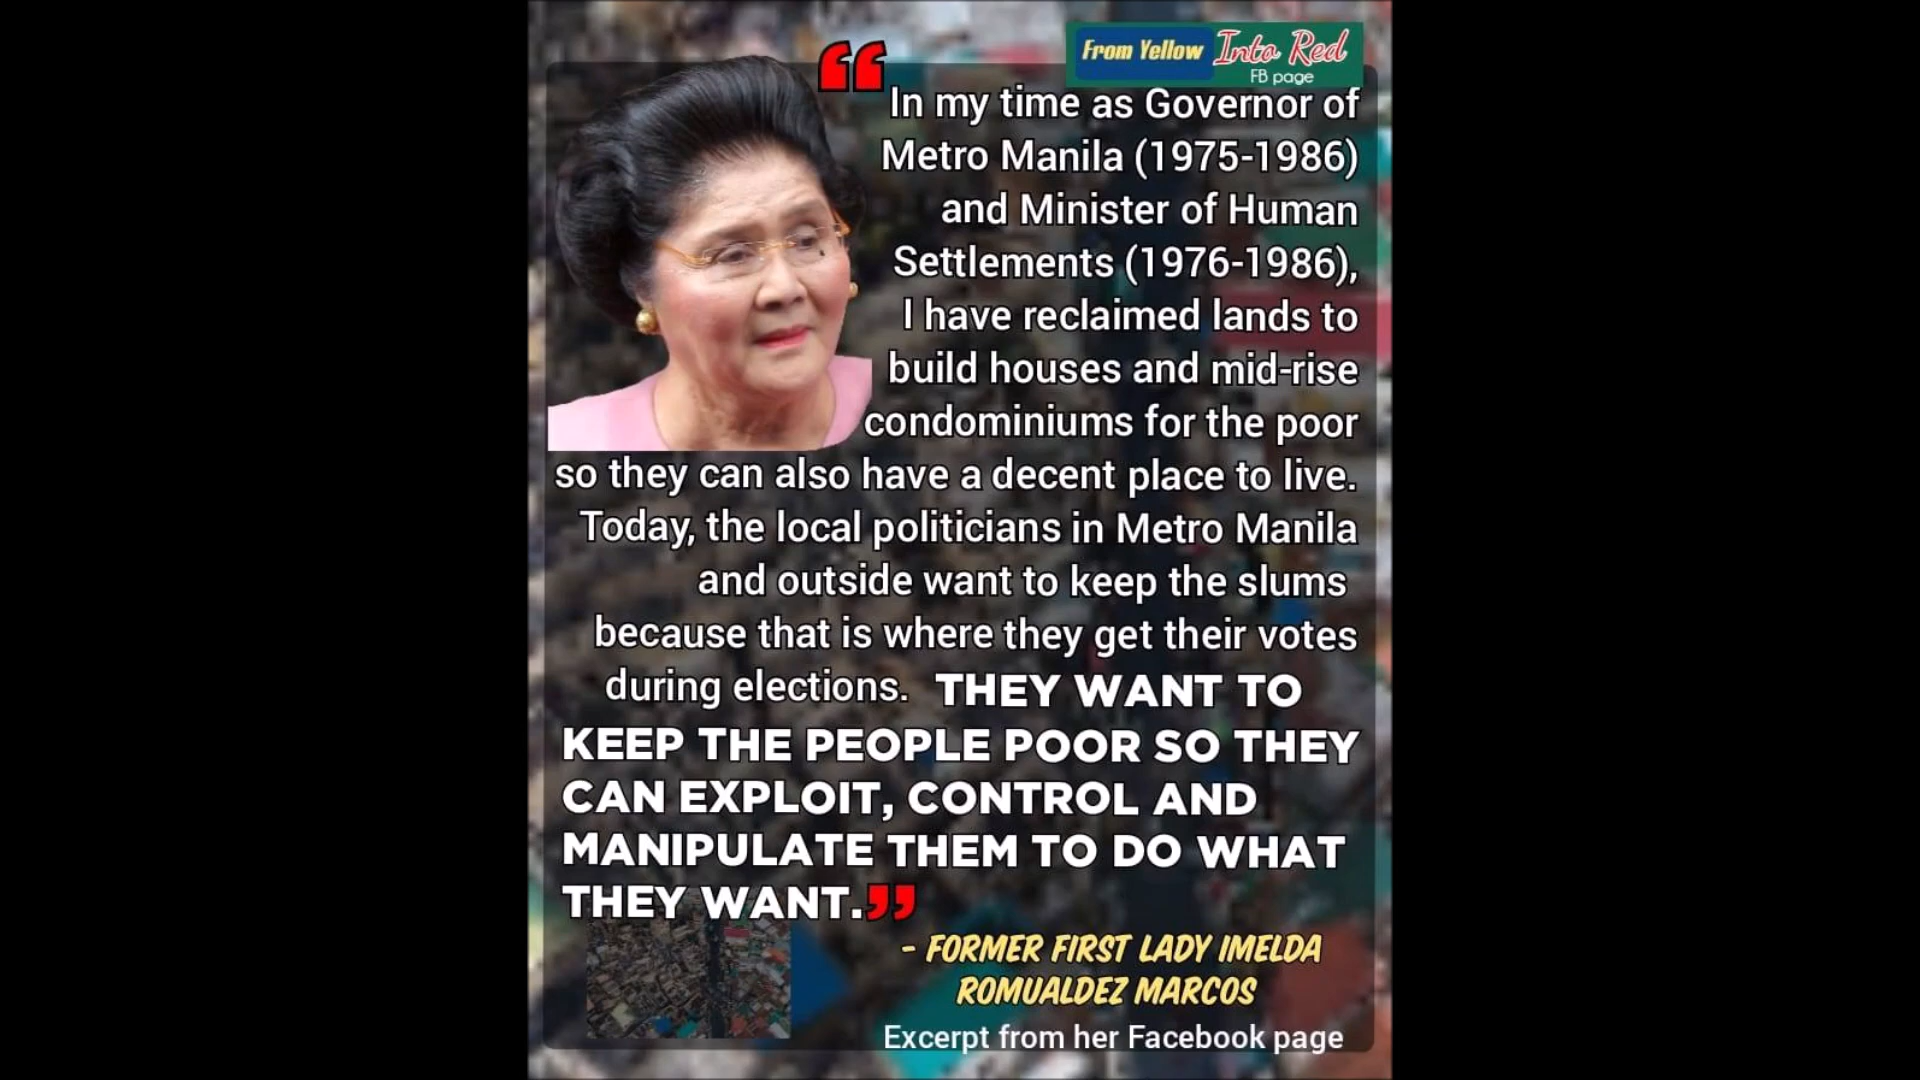 From Yellow Into Red
FB page
“
In my time as Governor of
Metro Manila (1975-1986)
and Minister of Human
Settlements (1976-1986),
I have reclaimed lands to
build houses and mid-rise
condominiums for the poor
so they can also have a decent place to live.
Today, the local politicians in Metro Manila
and outside want to keep the slums
because that is where they get their votes
during elections. THEY WANT TO
KEEP THE PEOPLE POOR SO THEY
CAN EXPLOIT, CONTROL AND
MANIPULATE THEM TO DO WHAT
THEY WANT.”
- FORMER FIRST LADY IMELDA
ROMUALDEZ MARCOS
Excerpt from her Facebook page